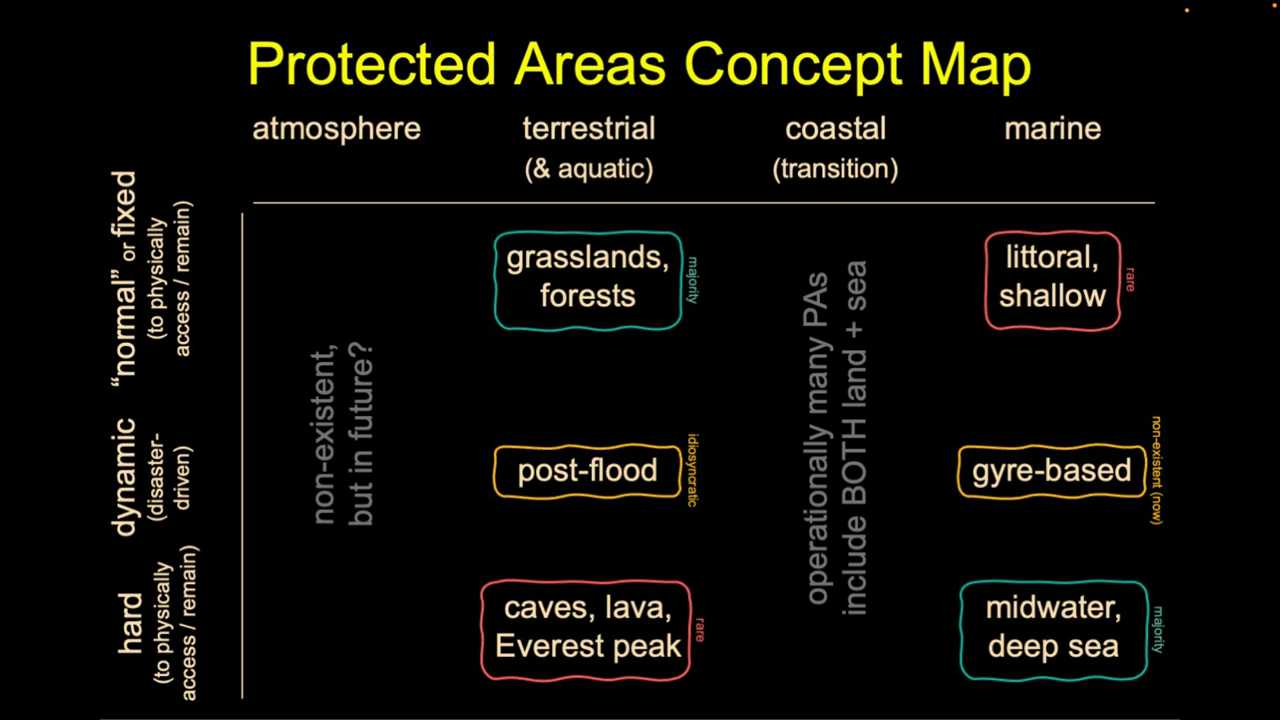 Protected Areas Concept Map
atmosphere
terrestrial
(& aquatic)
coastal
(transition)
marine
“normal” or fixed
(to physically
access / remain)
non-existent,
but in future?
grasslands,
forests
majority
operationally many PAs
include BOTH land + sea
littoral,
shallow
rare
dynamic
(disaster-
driven)
post-flood
idiosyncratic
gyre-based
non-existent (now)
hard
(to physically
access / remain)
caves, lava,
Everest peak
rare
midwater,
deep sea
majority